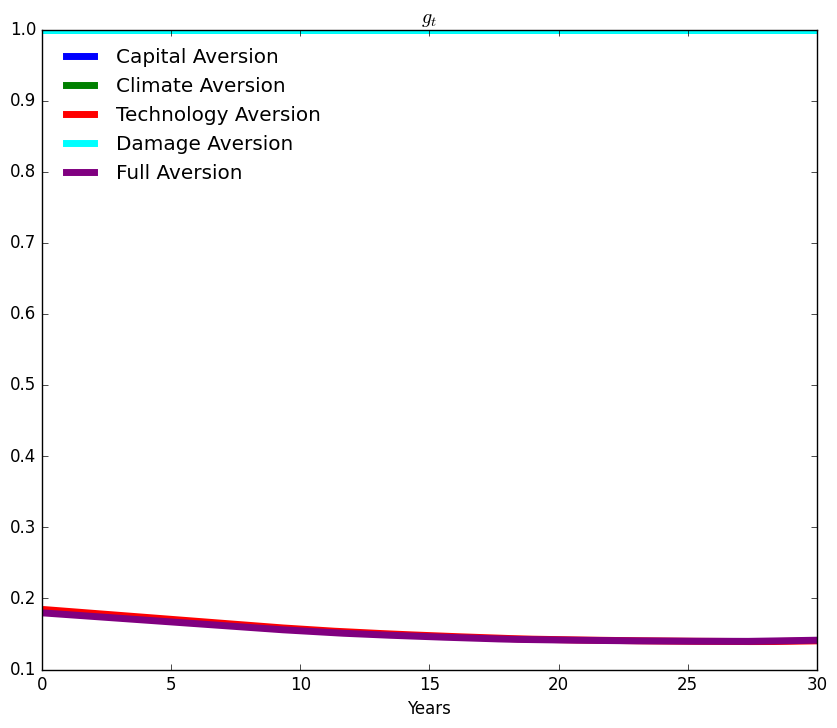 g_t
1.0
Capital Aversion
Climate Aversion
0.9
Technology Aversion
Damage Aversion
0.8
Full Aversion
0.7
0.6
0.5
0.4
0.3
0.2
0.1
0 5 10 15 20 25 30
Years